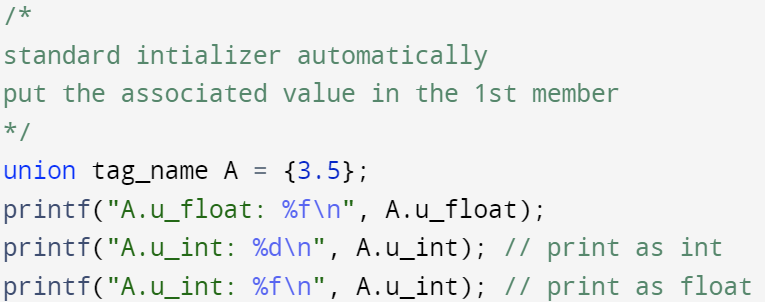 /*
standard intializer automatically
put the associated value in the 1st member
*/
union tag_name A = {3.5};
printf("A.u_float: %f\n", A.u_float);
printf("A.u_int: %d\n", A.u_int); // print as int
printf("A.u_int: %f\n", A.u_int); // print as float